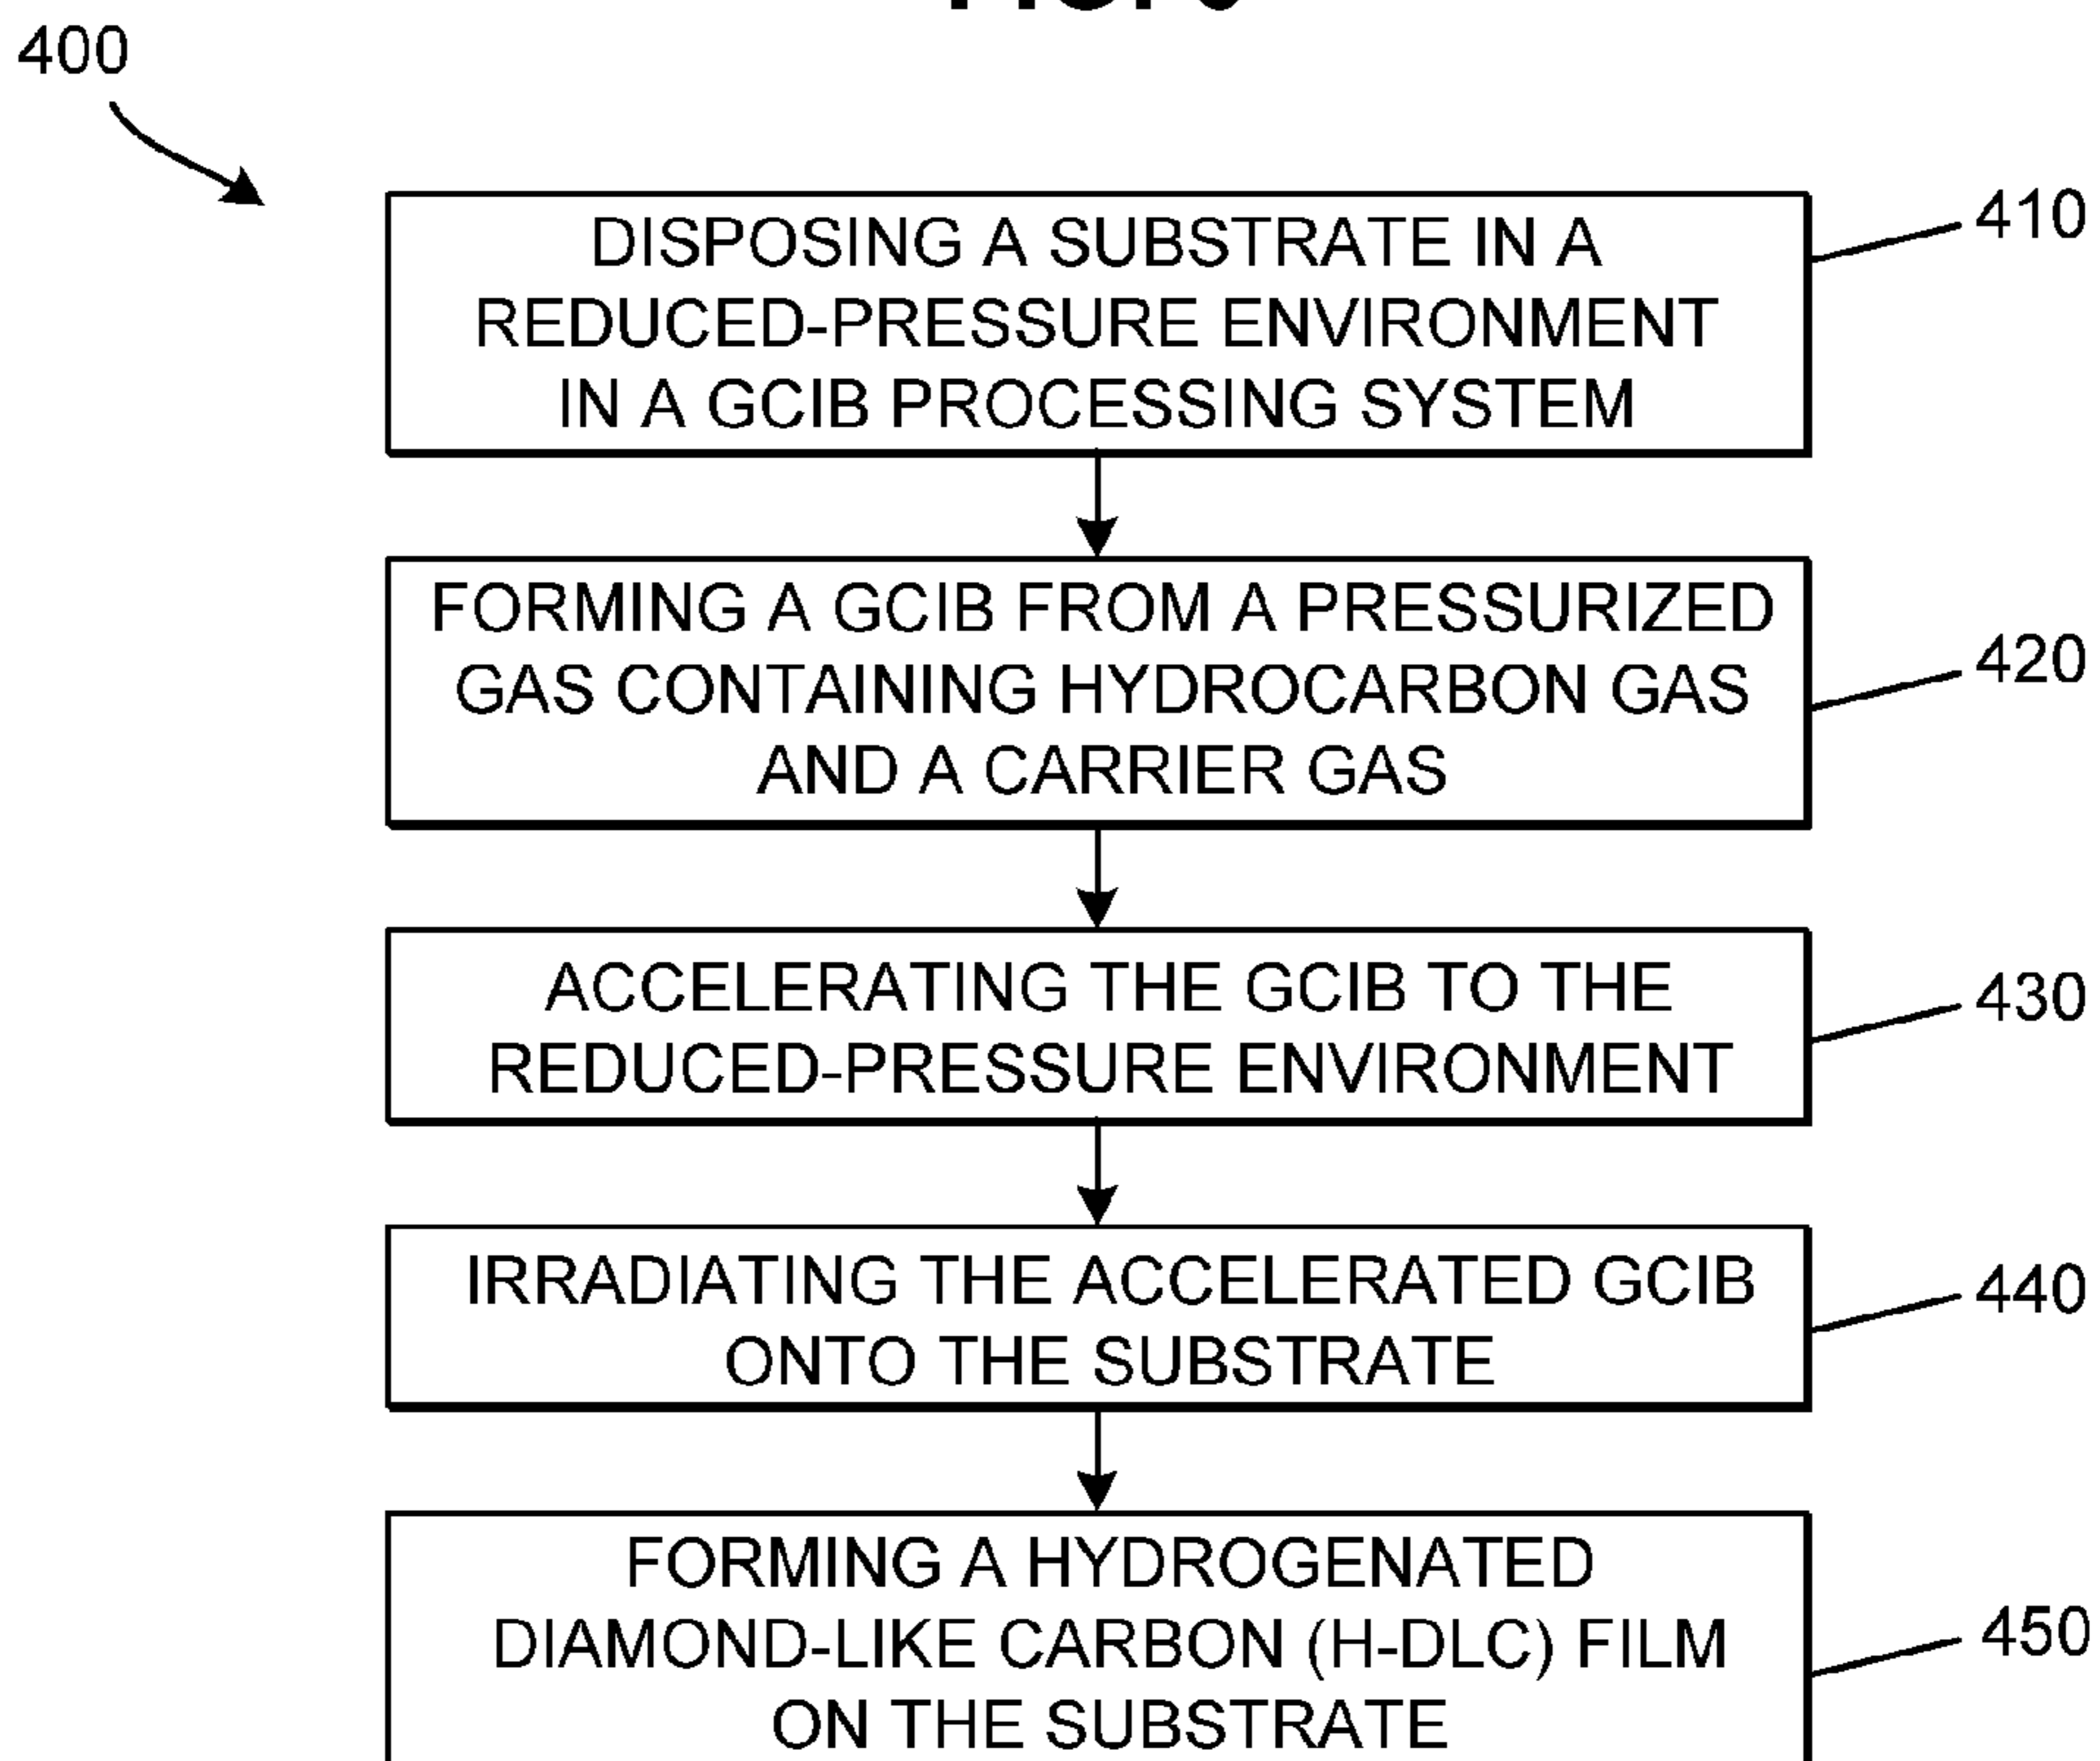 400
DISPOSING A SUBSTRATE IN A
REDUCED-PRESSURE ENVIRONMENT
IN A GCIB PROCESSING SYSTEM
410
FORMING A GCIB FROM A PRESSURIZED
GAS CONTAINING HYDROCARBON GAS
AND A CARRIER GAS
420
ACCELERATING THE GCIB TO THE
REDUCED-PRESSURE ENVIRONMENT
430
IRRADIATING THE ACCELERATED GCIB
ONTO THE SUBSTRATE
440
FORMING A HYDROGENATED
DIAMOND-LIKE CARBON (H-DLC) FILM
ON THE SUBSTRATE
450